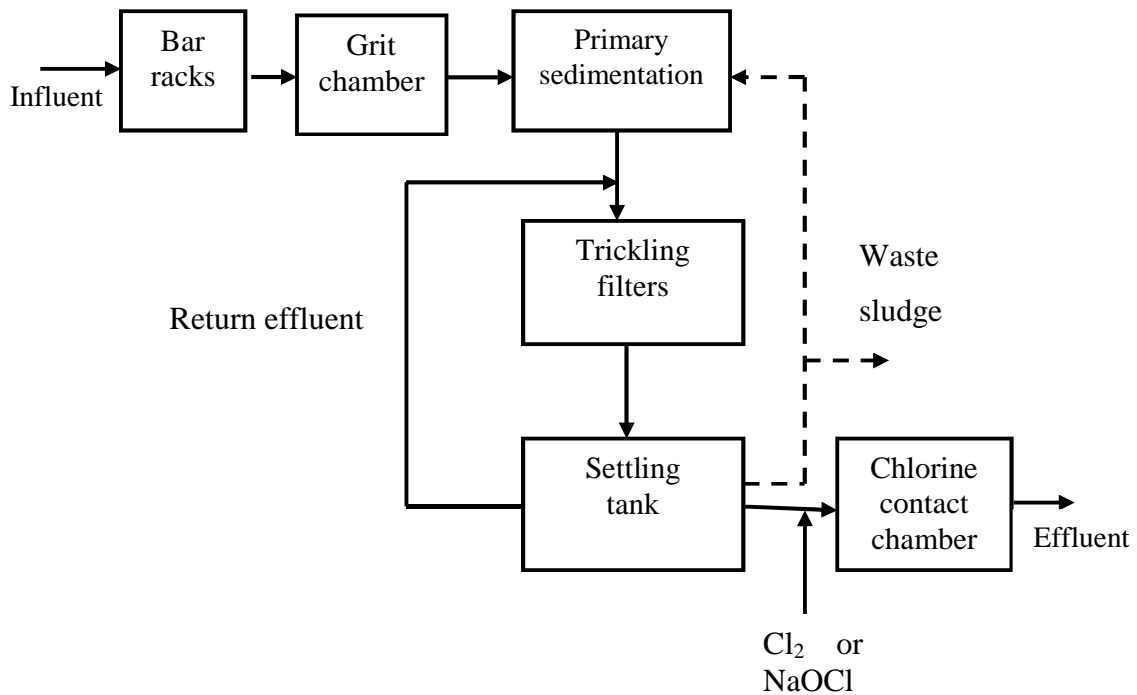 Bar
racks
Grit
chamber
Primary
sedimentation
Influent
Trickling
filters
Waste
sludge
Return effluent
Settling
tank
Chlorine
contact
chamber
Effluent
Cl₂ or
NaOCl